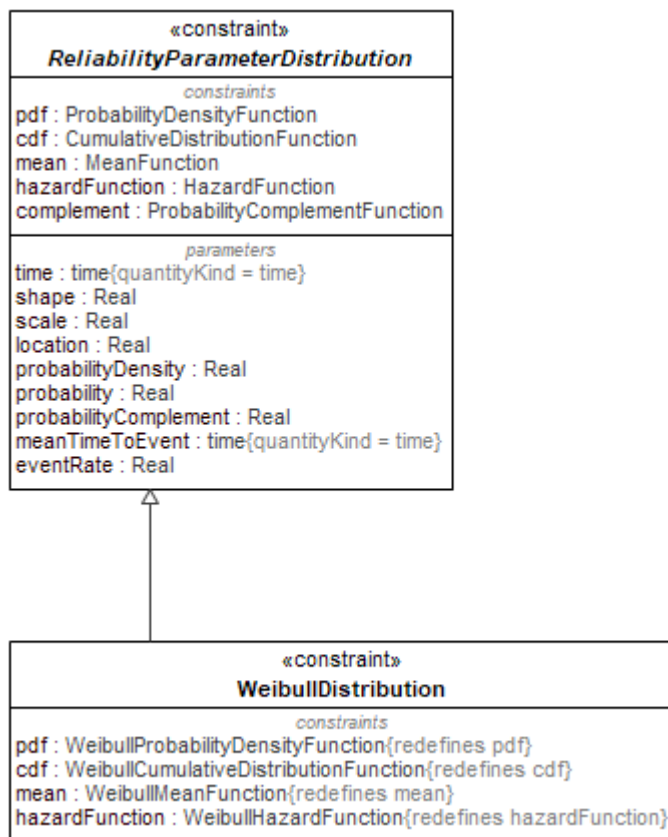 «constraint»
ReliabilityParameterDistribution
constraints
pdf : ProbabilityDensityFunction
cdf : CumulativeDistributionFunction
mean : MeanFunction
hazardFunction : HazardFunction
complement : ProbabilityComplementFunction
parameters
time : time{quantityKind = time}
shape : Real
scale : Real
location : Real
probabilityDensity : Real
probability : Real
probabilityComplement : Real
meanTimeToEvent : time{quantityKind = time}
eventRate : Real
«constraint»
WeibullDistribution
constraints
pdf : WeibullProbabilityDensityFunction{redefines pdf}
cdf : WeibullCumulativeDistributionFunction{redefines cdf}
mean : WeibullMeanFunction{redefines mean}
hazardFunction : WeibullHazardFunction{redefines hazardFunction}